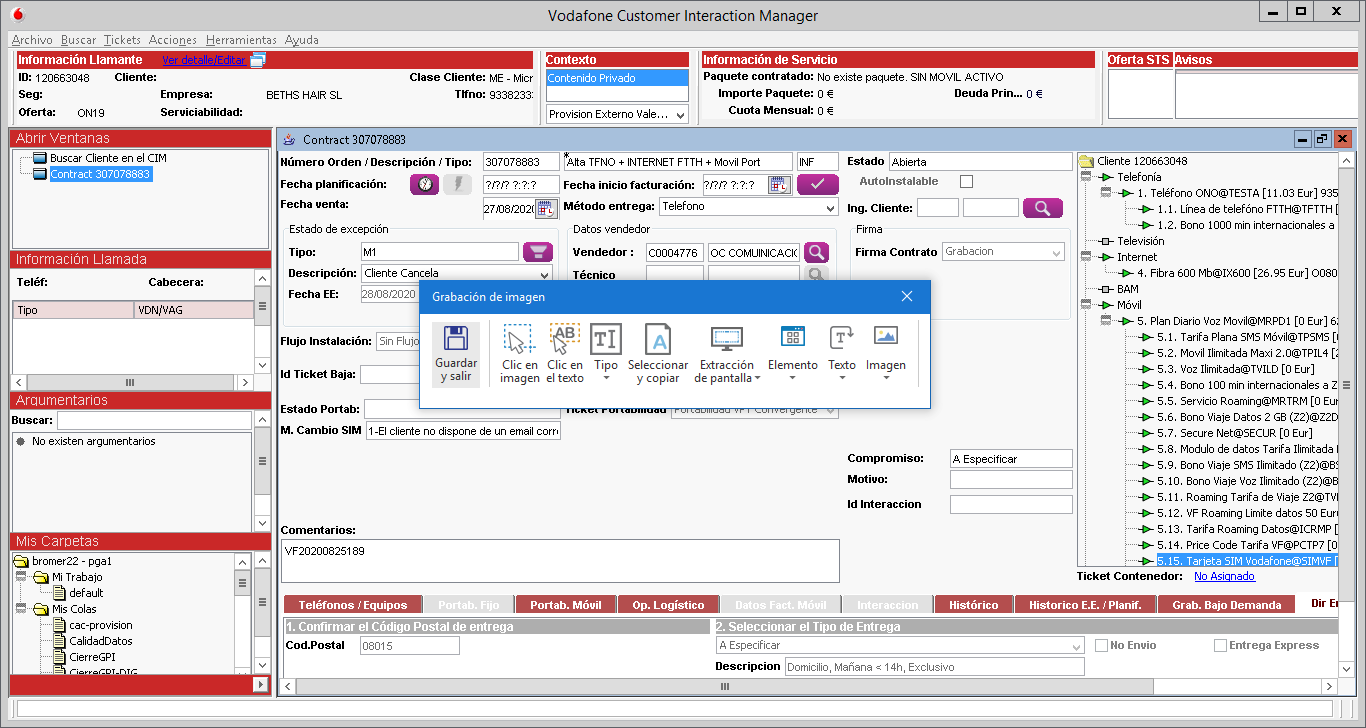 Vodafone Customer Interaction Manager
Archivo Buscar Tickets Acciones Herramientas Ayuda
Información Llamante Ver detalle/Editar
ID: 120663048 Cliente: Clase Cliente: ME - Micr
Seg: Empresa: BETHS HAIR SL Tlfno: 9338233
Oferta: ON19 Serviciabilidad:
Contexto
Contenido Privado
Provision Externo Vale...
Información de Servicio
Paquete contratado: No existe paquete. SIN MOVIL ACTIVO
Importe Paquete: 0 € Deuda Prin... 0 €
Cuota Mensual: 0 €
Oferta STS Avisos
Abrir Ventanas
Buscar Cliente en el CIM
Contract 307078883
Información Llamada
Teléf: Cabecera:
Tipo VDN/VAG
Argumentarios
Buscar:
No existen argumentarios
Mis Carpetas
bromer22 - pga1
Mi Trabajo
default
Mis Colas
cac-provision
CalidadDatos
CierreGPI
CierreGPI-DIG
Contract 307078883
Número Orden / Descripción / Tipo: 307078883 *Alta TFNO + INTERNET FTTH + Movil Port INF Estado Abierta
Fecha planificación: ?/?/? ?:?:? Fecha inicio facturación: ?/?/? ?:?:? AutoInstalable
Fecha venta: 27/08/2020 Método entrega: Telefono Ing. Cliente:
Estado de excepción
Tipo: M1
Descripción: Cliente Cancela
Fecha EE: 28/08/2020
Datos vendedor
Vendedor : C0004776 OC COMUINICACIO
Técnico
Firma
Firma Contrato Grabacion
Grabación de imagen
Guardar y salir
Clic en imagen
Clic en el texto
Tipo
Seleccionar y copiar
Extracción de pantalla
Elemento
Texto
Imagen
Flujo Instalación: Sin Flujo
Id Ticket Baja:
Estado Portab: Ticket Portabilidad Portabilidad VF1 Convergente
M. Cambio SIM 1-El cliente no dispone de un email corre
Compromiso: A Especificar
Motivo:
Id Interaccion
Comentarios:
VF20200825189
Cliente 120663048
Telefonía
1. Teléfono ONO@TESTA [11.03 Eur] 935
1.1. Línea de telefóno FTTH@TFTTH [
1.2. Bono 1000 min internacionales a
Televisión
Internet
4. Fibra 600 Mb@IX600 [26.95 Eur] O080
BAM
Móvil
5. Plan Diario Voz Movil@MRPD1 [0 Eur] 62
5.1. Tarifa Plana SMS Móvil@TPSMS [
5.2. Movil Ilimitada Maxi 2.0@TPIL4 [2
5.3. Voz Ilimitada@TVILD [0 Eur]
5.4. Bono 100 min internacionales a Z
5.5. Servicio Roaming@MRTRM [0 Eur
5.6. Bono Viaje Datos 2 GB (Z2)@Z2D
5.7. Secure Net@SECUR [0 Eur]
5.8. Modulo de datos Tarifa Ilimitada
5.9. Bono Viaje SMS Ilimitado (Z2)@BS
5.10. Bono Viaje Voz Ilimitado (Z2)@B
5.11. Roaming Tarifa de Viaje Z2@TVI
5.12. VF Roaming Limite datos 50 Euro
5.13. Tarifa Roaming Datos@ICRMP [
5.14. Price Code Tarifa VF@PCTP7 [0
5.15. Tarjeta SIM Vodafone@SIMVF [
Ticket Contenedor: No Asignado
Teléfonos / Equipos Portab. Fijo Portab. Móvil Op. Logístico Datos Fact. Móvil Interaccion Histórico Historico E.E. / Planif. Grab. Bajo Demanda Dir En
1. Confirmar el Código Postal de entrega 2. Seleccionar el Tipo de Entrega
Cod.Postal 08015 A Especificar No Envio Entrega Express
Descripcion Domicilio, Mañana < 14h, Exclusivo